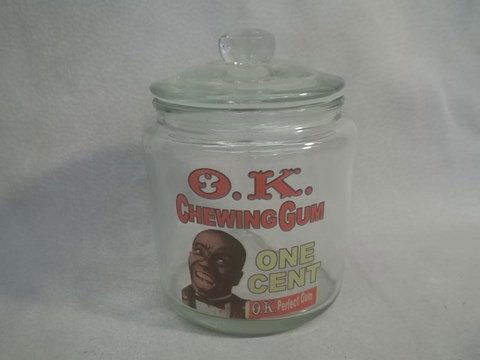 O.K.
CHEWING GUM
ONE
CENT
O.K. Perfect Gum